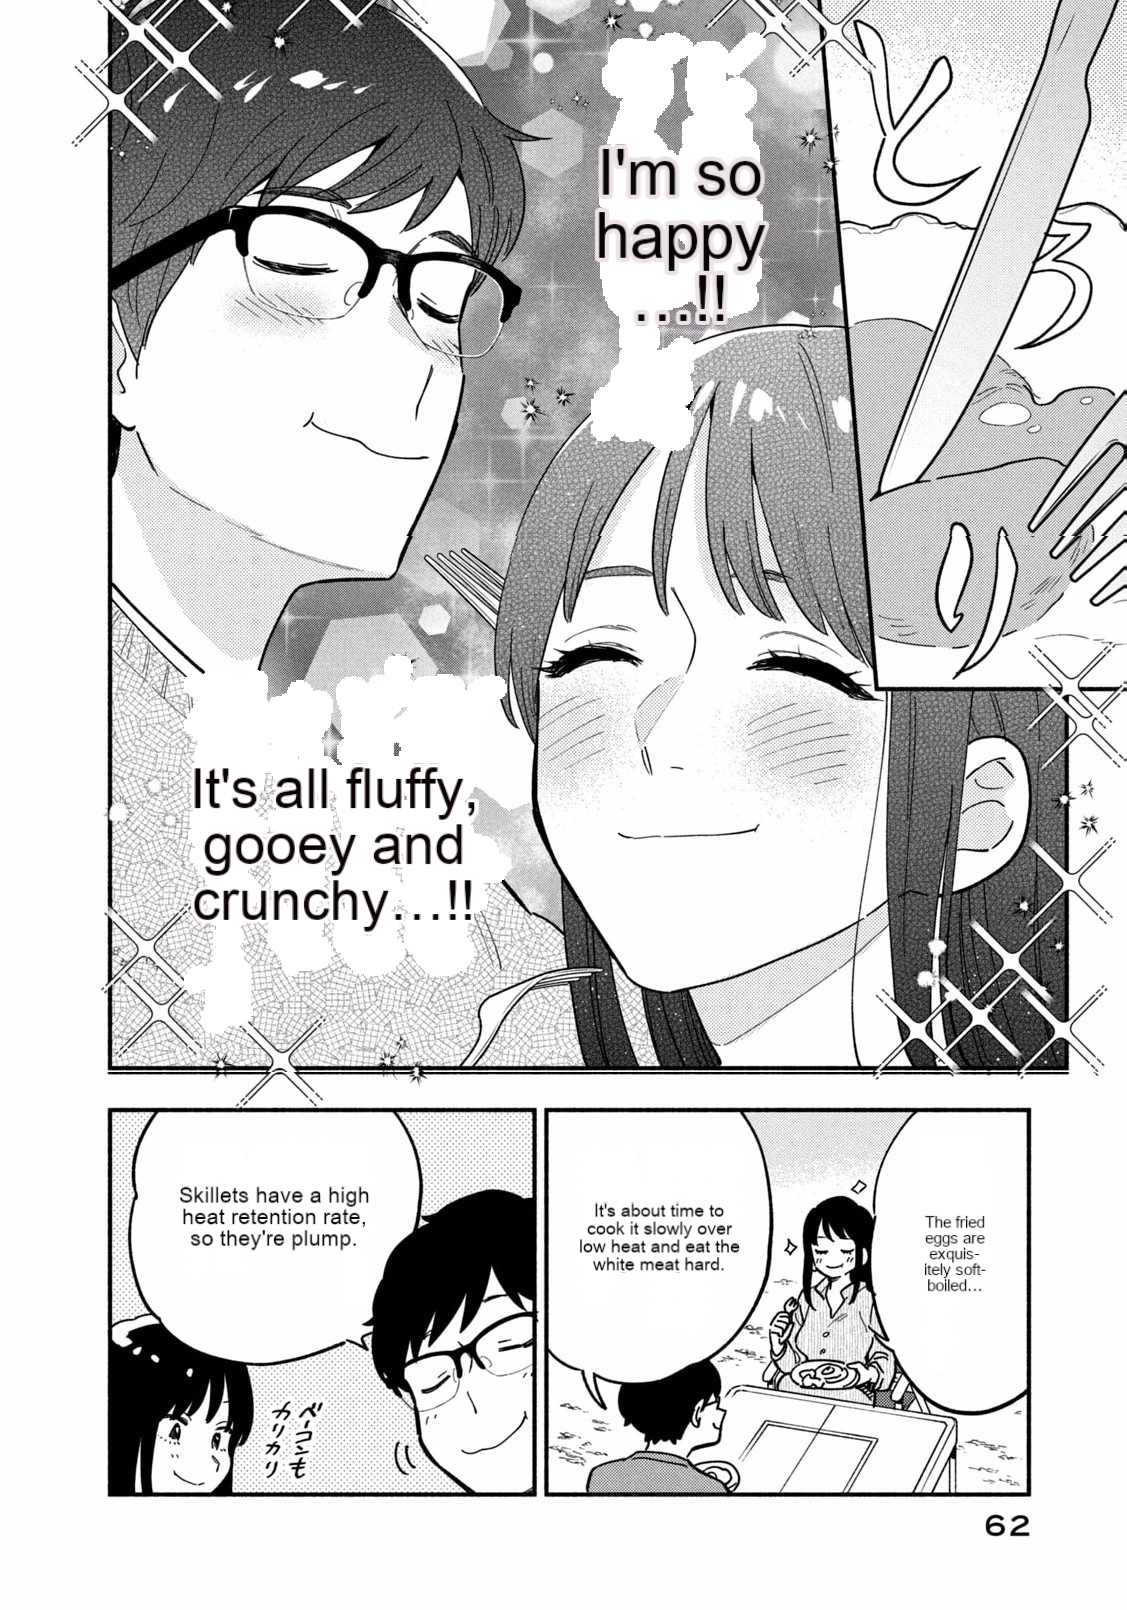 とろ
I'm so
happy
...!!
It's all fluffy,
gooey and
crunchy...!!
The fried
eggs are
exquis-
itely soft-
boiled...
It's about time to
cook it slowly over
low heat and eat the
white meat hard.
Skillets have a high
heat retention rate,
so they're plump.
ベーコンも
カリカリ
62